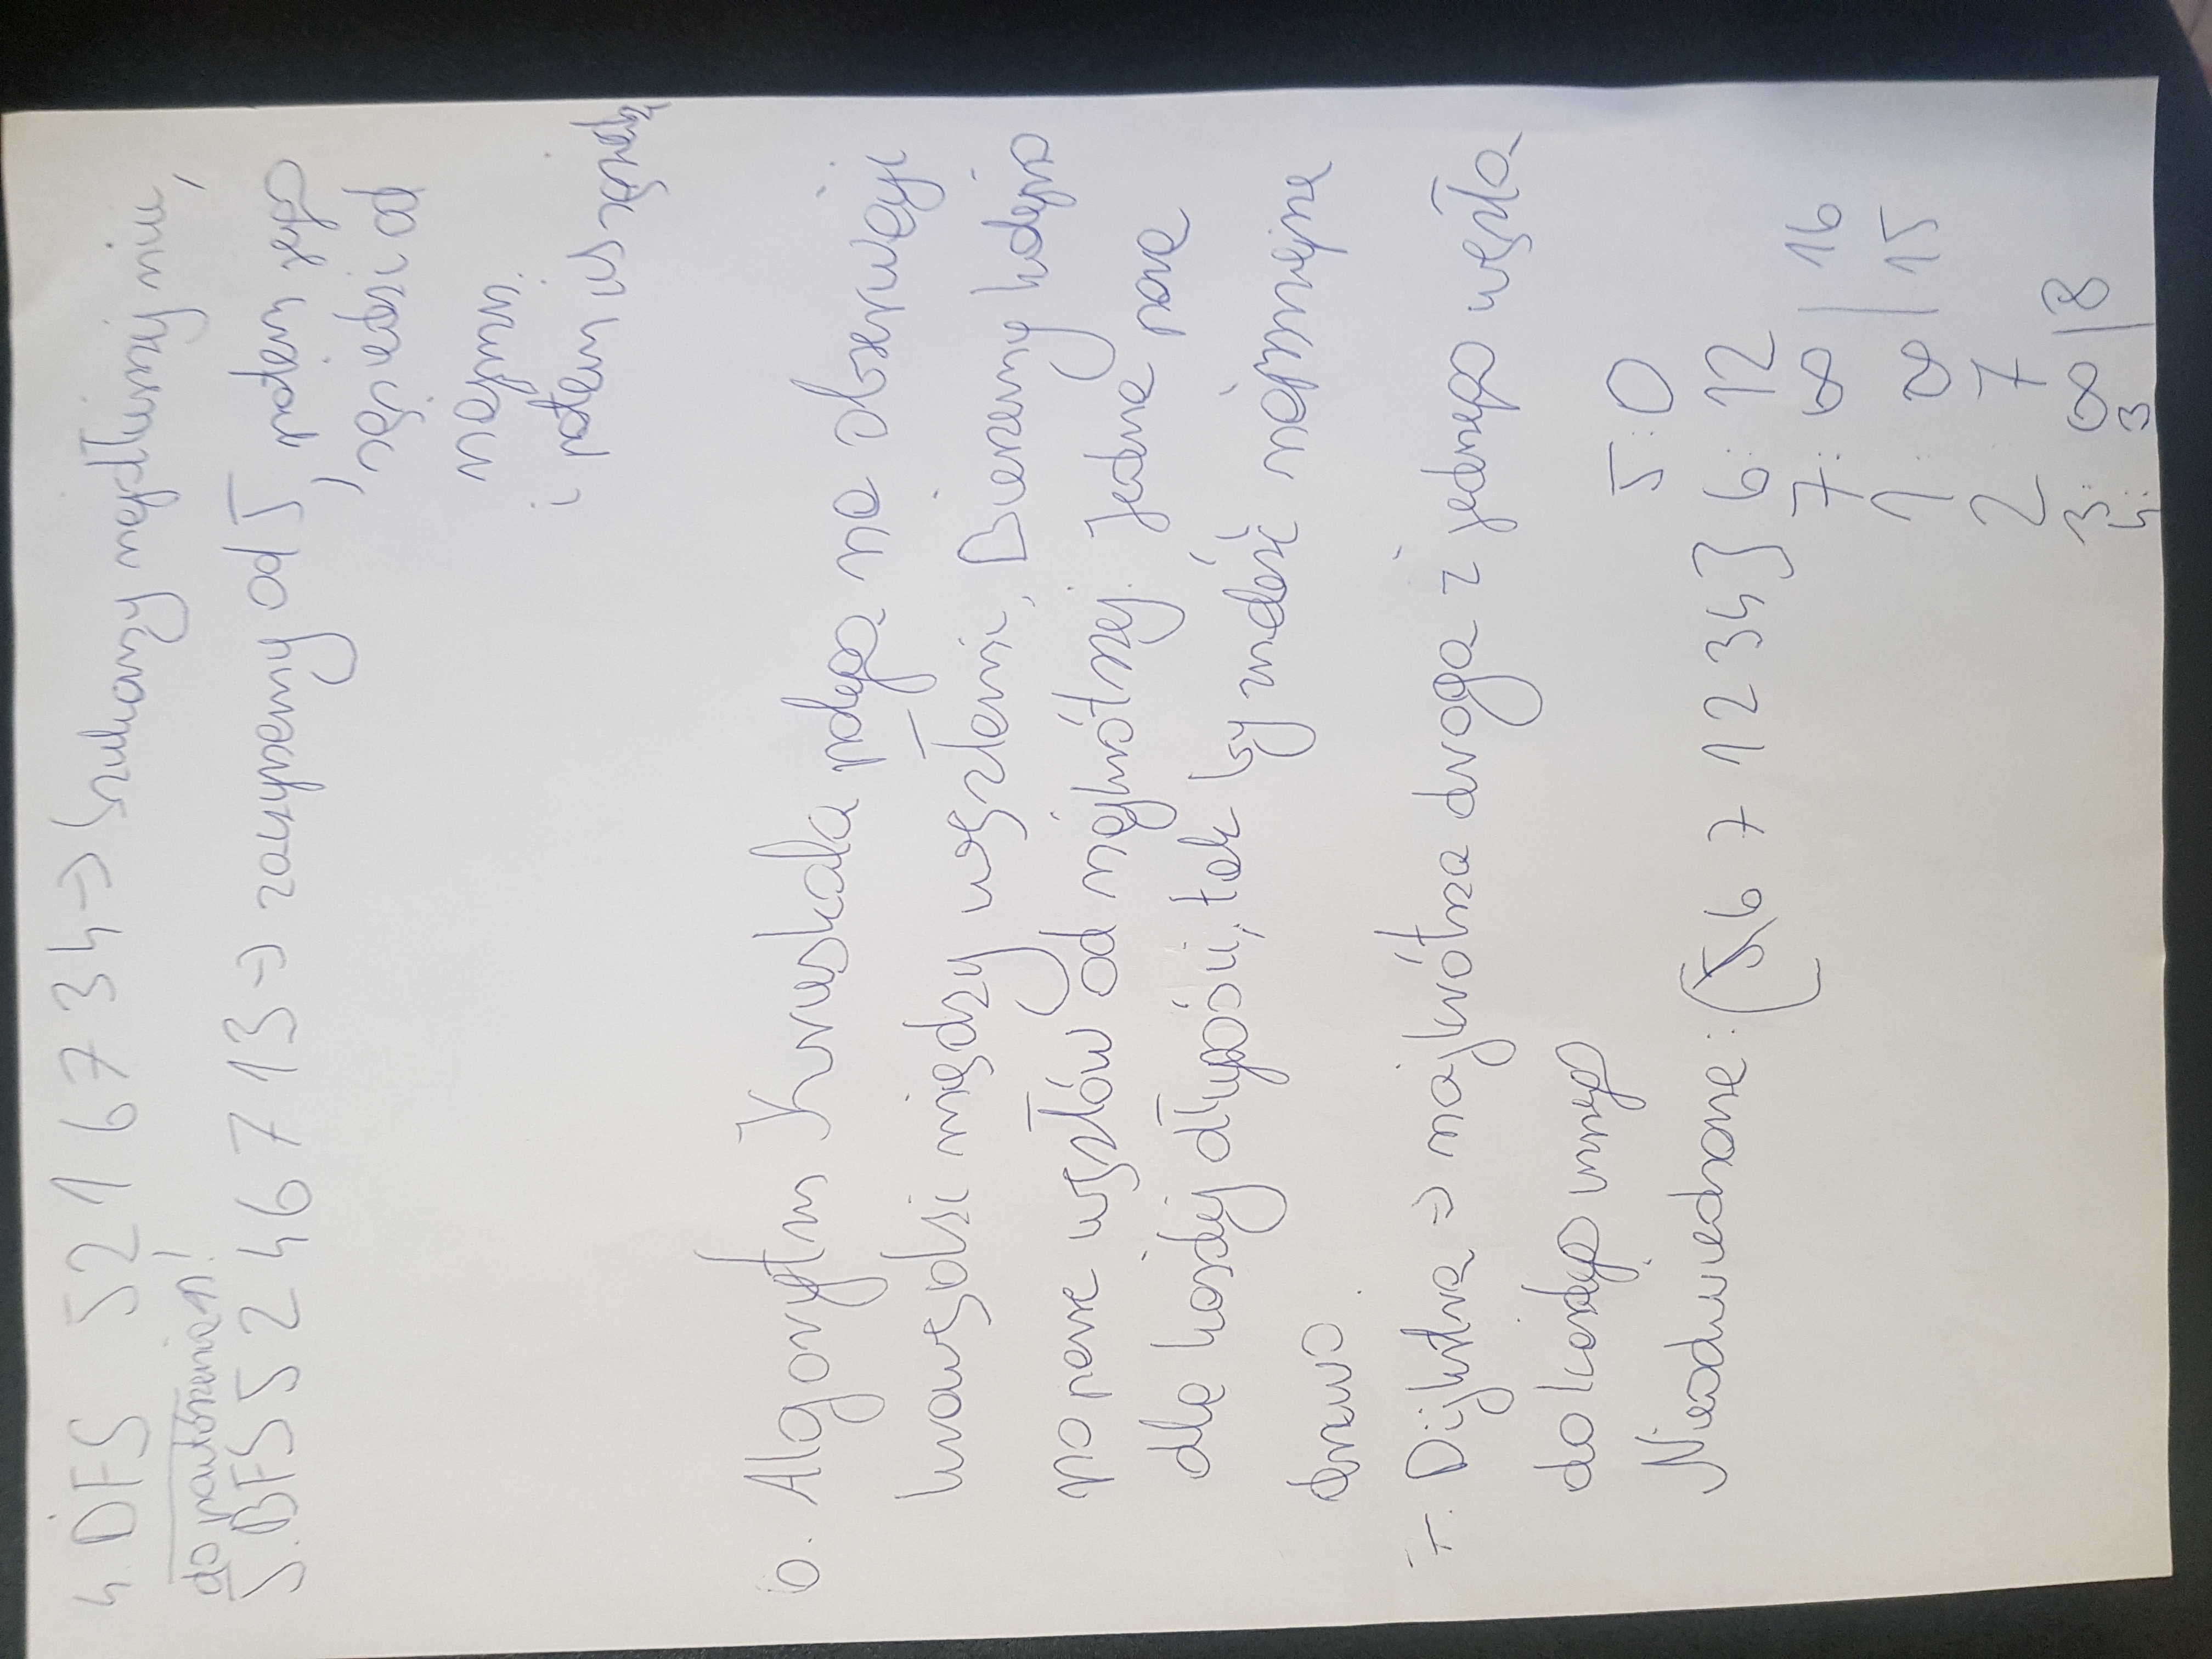 4. DFS 5 2 1 6 7 3 4 → szukamy najdłuższej nici,
do powtórzenia!
5. BFS 5 2 4 6 7 1 3 → zaczynamy od 5, potem jego
sąsiedzi od
najmn.
i potem ich sąsiedzi
6. Algorytm Kruskala polega na obserwacji
krawędzi między węzłami. Bierzemy kolejno
po parze węzłów od najkrótszej. Jedna para
dla każdej długości, tak by znaleźć najmniejsze
drzewo.
7. Dijkstra → najkrótsza droga z jednego węzła
do każdego innego
5: 0
Nieodwiedzone: {5 6 7 1 2 3 4} 6: 12
7: ∞ | 16
1: ∞ | 15
2: 7
3: ∞ | 8
4: 3 |